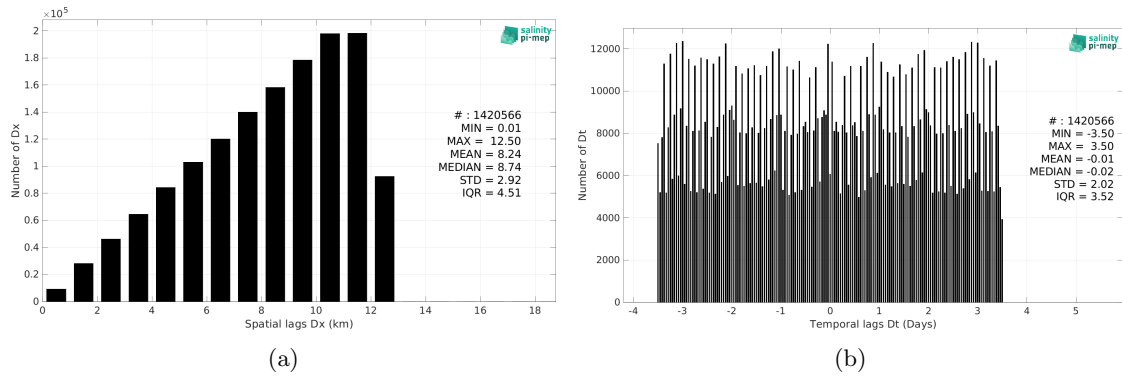 ×10^5
2
1.8
1.6
1.4
1.2
1
0.8
0.6
0.4
0.2
0
Number of Dx
0 2 4 6 8 10 12 14 16 18
Spatial lags Dx (km)
salinity
pi-mep
# : 1420566
MIN = 0.01
MAX = 12.50
MEAN = 8.24
MEDIAN = 8.74
STD = 2.92
IQR = 4.51
(a)
12000
10000
8000
6000
4000
2000
0
Number of Dt
-4 -3 -2 -1 0 1 2 3 4 5
Temporal lags Dt (Days)
salinity
pi-mep
# : 1420566
MIN = -3.50
MAX = 3.50
MEAN = -0.01
MEDIAN = -0.02
STD = 2.02
IQR = 3.52
(b)